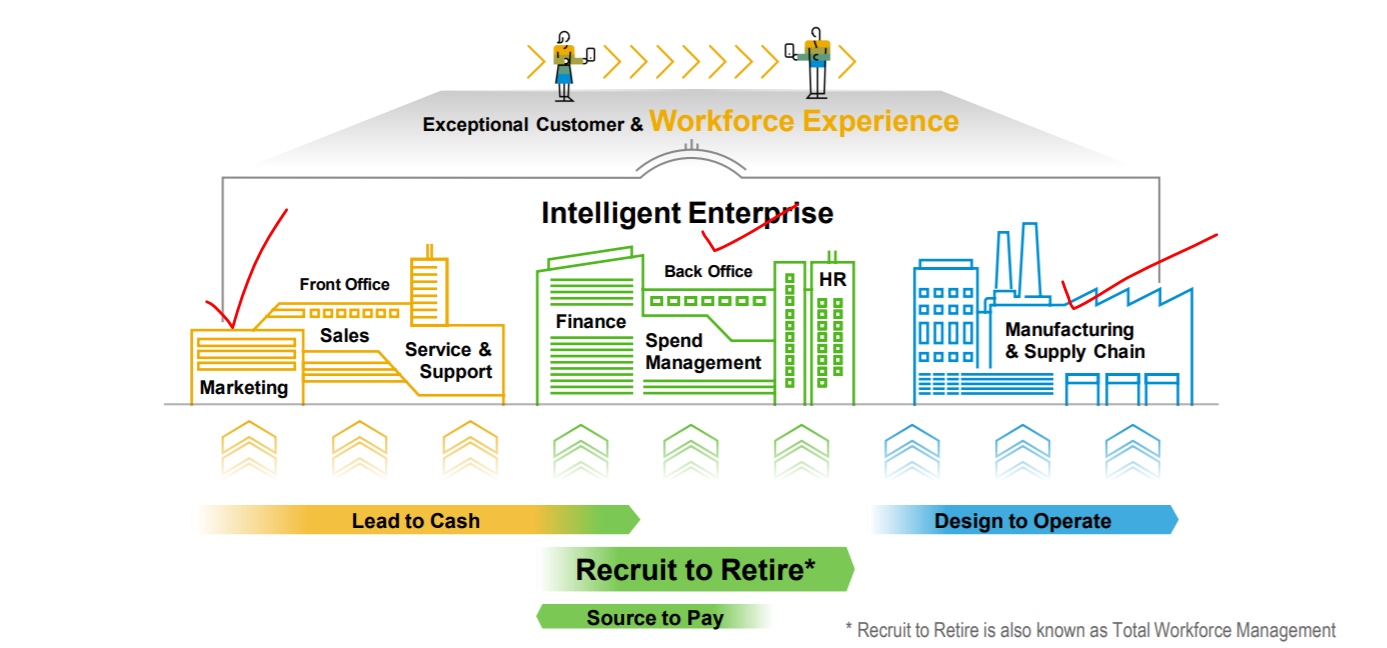 Exceptional Customer & Workforce Experience
Intelligent Enterprise
Front Office
Sales
Service &
Support
Marketing
Back Office
HR
Finance
Spend
Management
Manufacturing
& Supply Chain
Lead to Cash
Design to Operate
Recruit to Retire*
Source to Pay
* Recruit to Retire is also known as Total Workforce Management